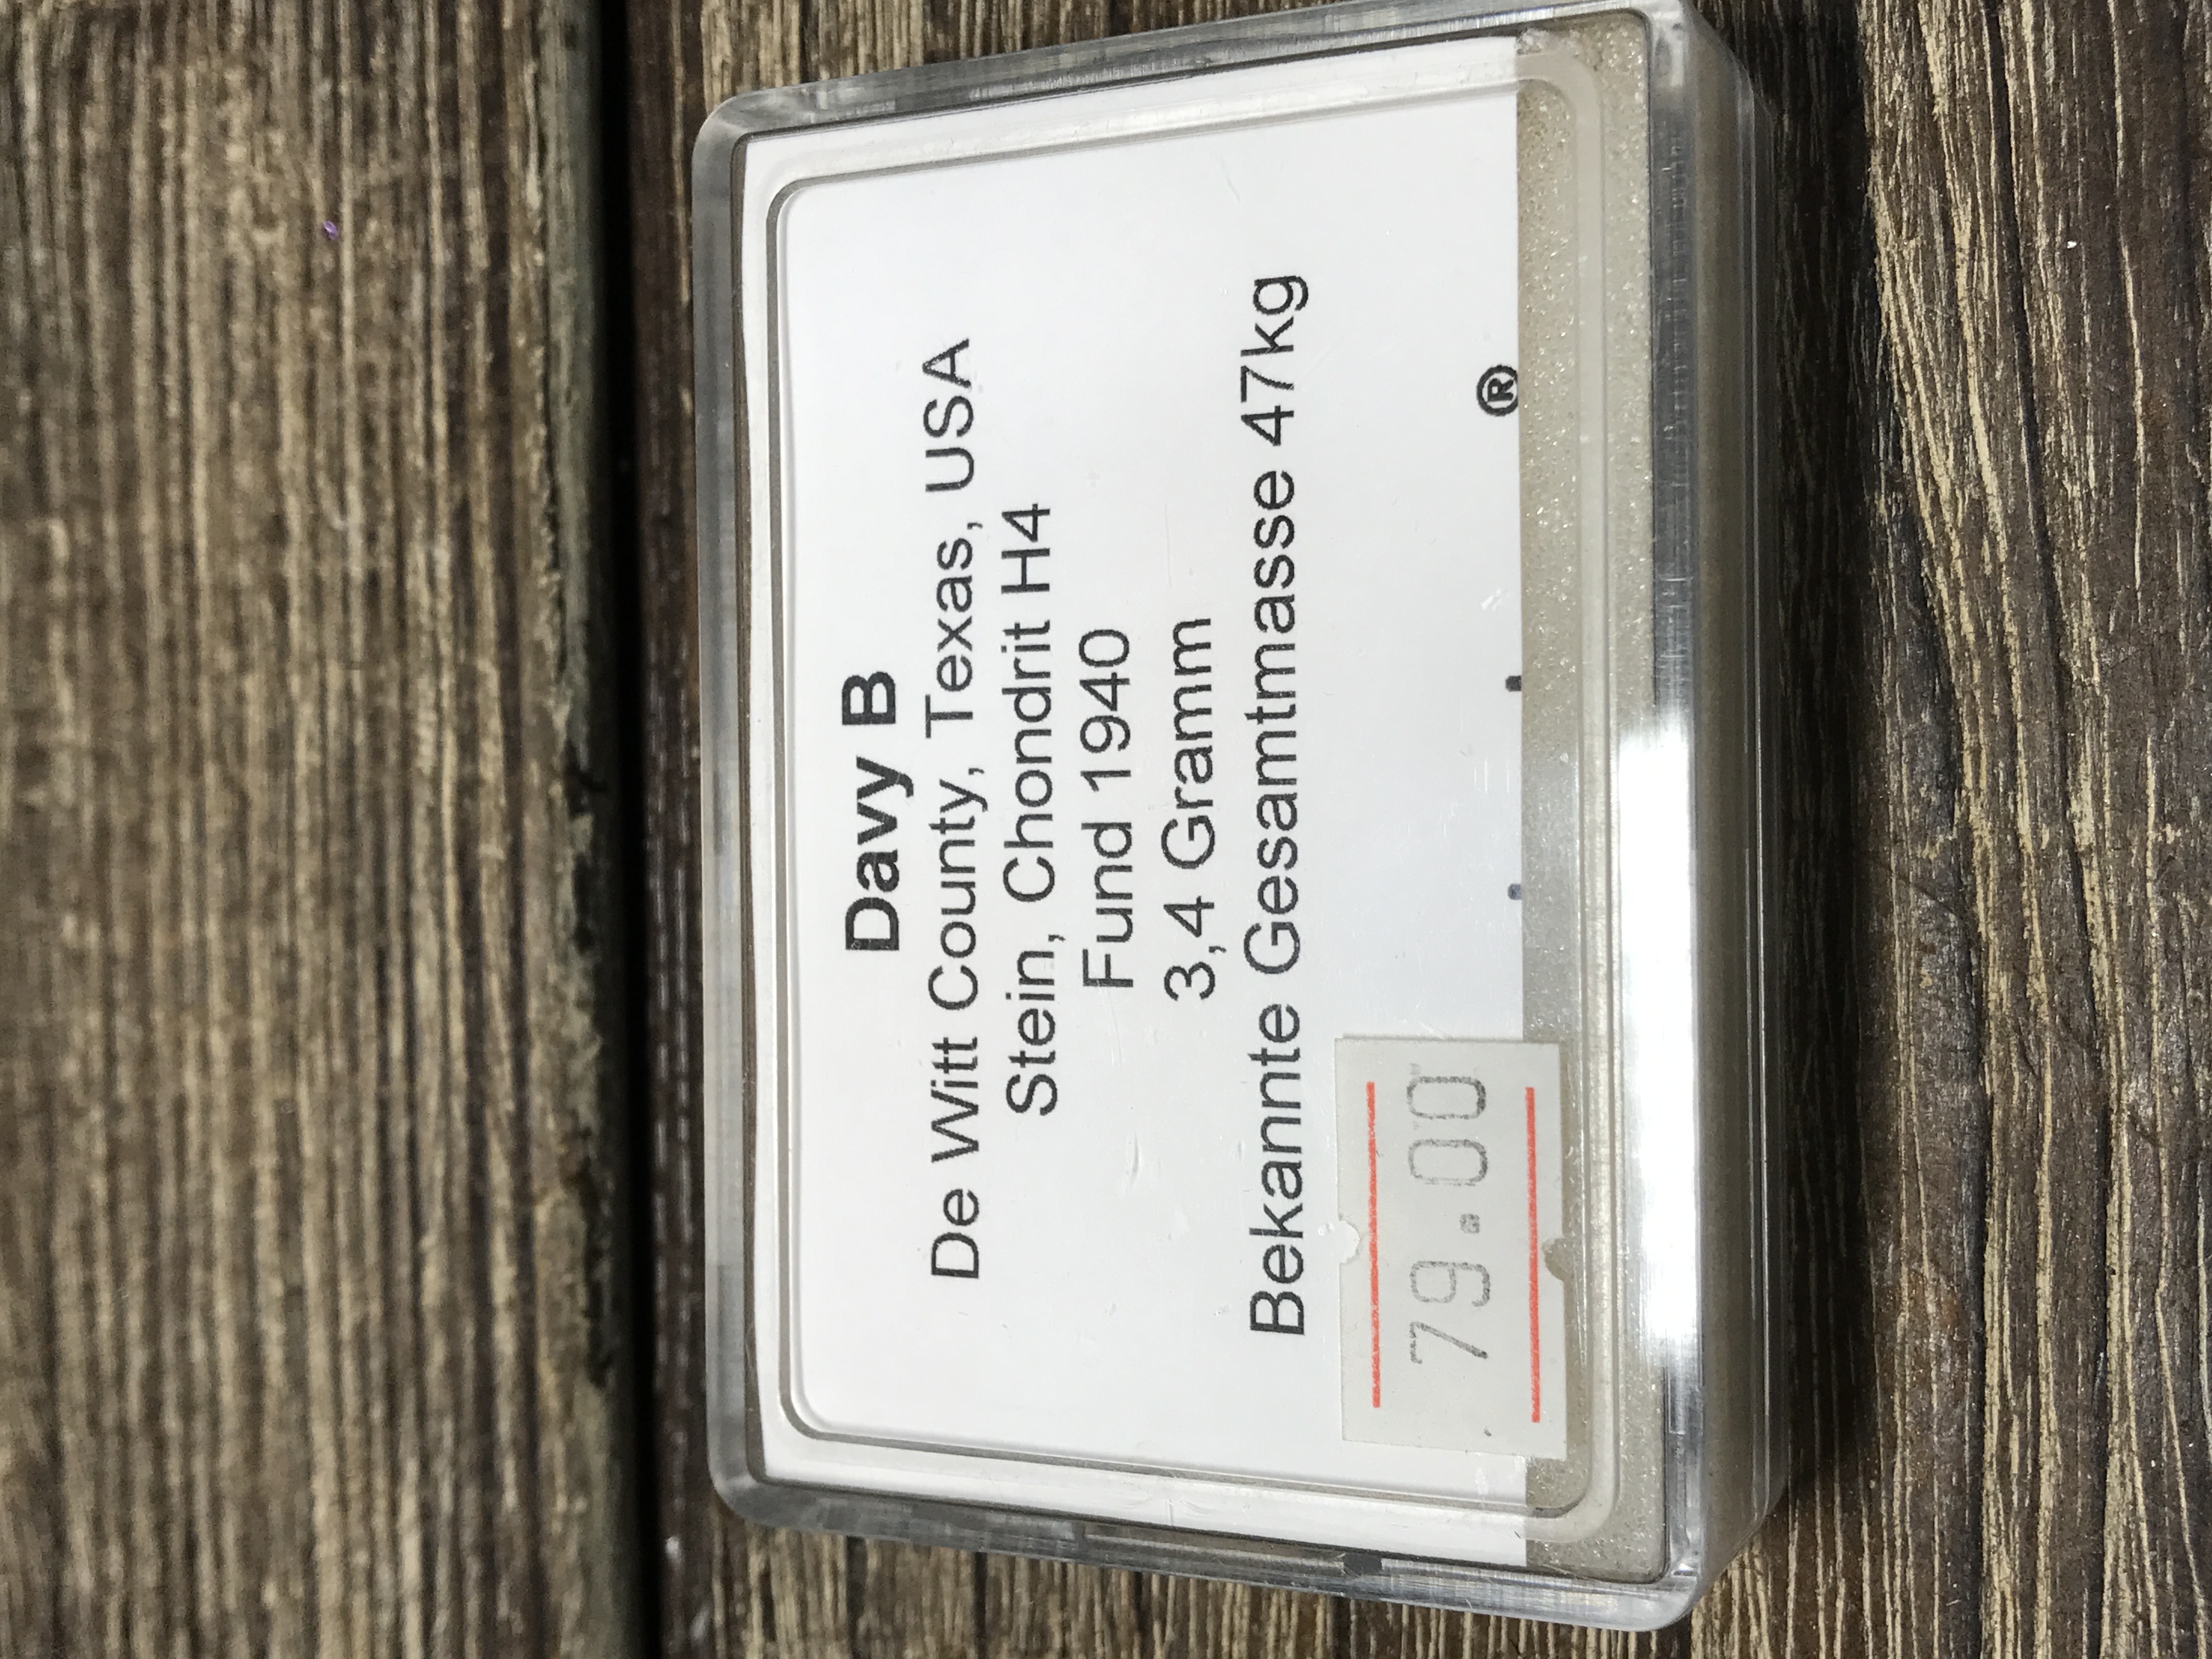 Davy B
De Witt County, Texas, USA
Stein, Chondrit H4
Fund 1940
3,4 Gramm
Bekannte Gesamtmasse 47kg
®
79.00